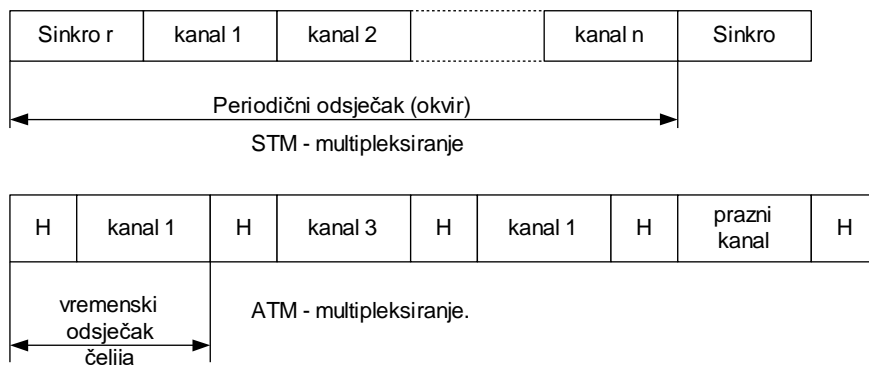 Sinkro r kanal 1 kanal 2 kanal n Sinkro
Periodični odsječak (okvir)
STM - multipleksiranje
H kanal 1 H kanal 3 H kanal 1 H prazni kanal H
vremenski
odsječak
čelija
ATM - multipleksiranje.